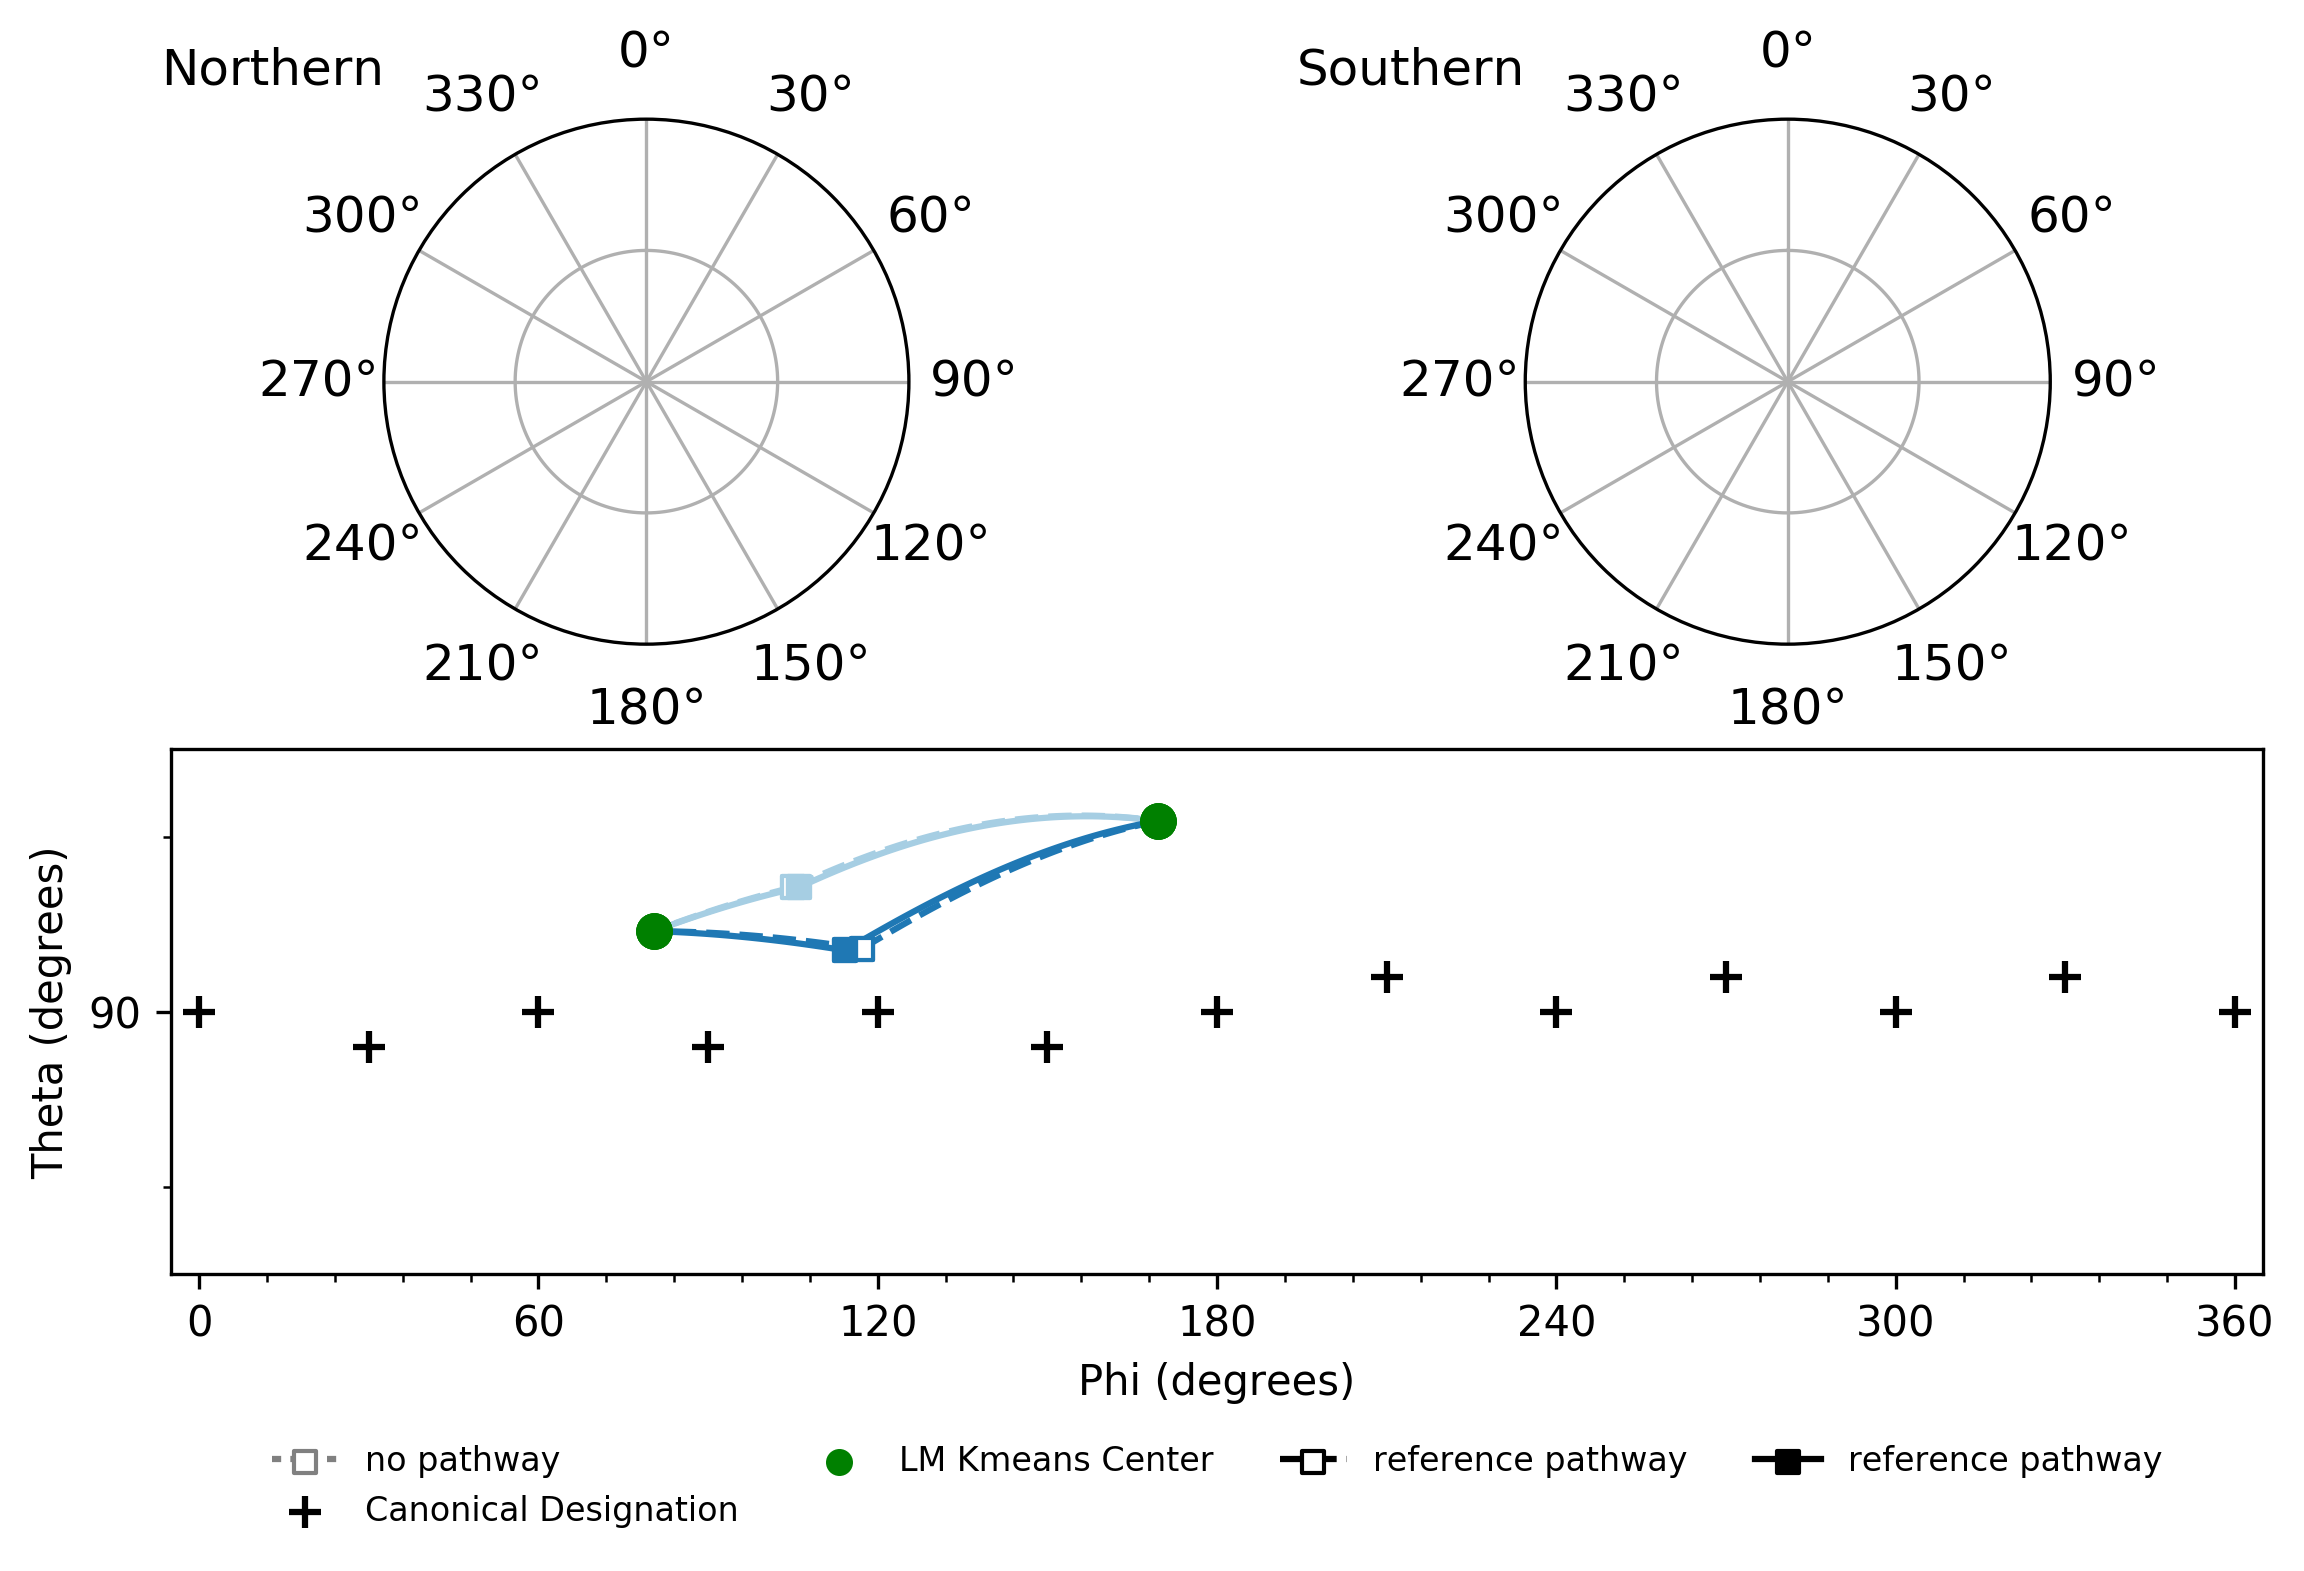 Northern
0°
30°
60°
90°
120°
150°
180°
210°
240°
270°
300°
330°
Southern
0°
30°
60°
90°
120°
150°
180°
210°
240°
270°
300°
330°
Theta (degrees)
90
0 60 120 180 240 300 360
Phi (degrees)
no pathway
Canonical Designation
LM Kmeans Center
reference pathway
reference pathway